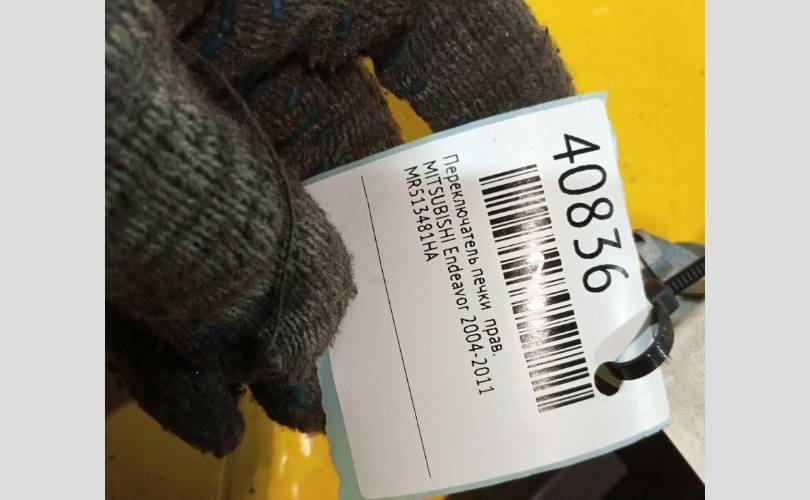 40836
Переключатель печки прав.
MITSUBISHI Endeavor 2004-2011
MR513481HA